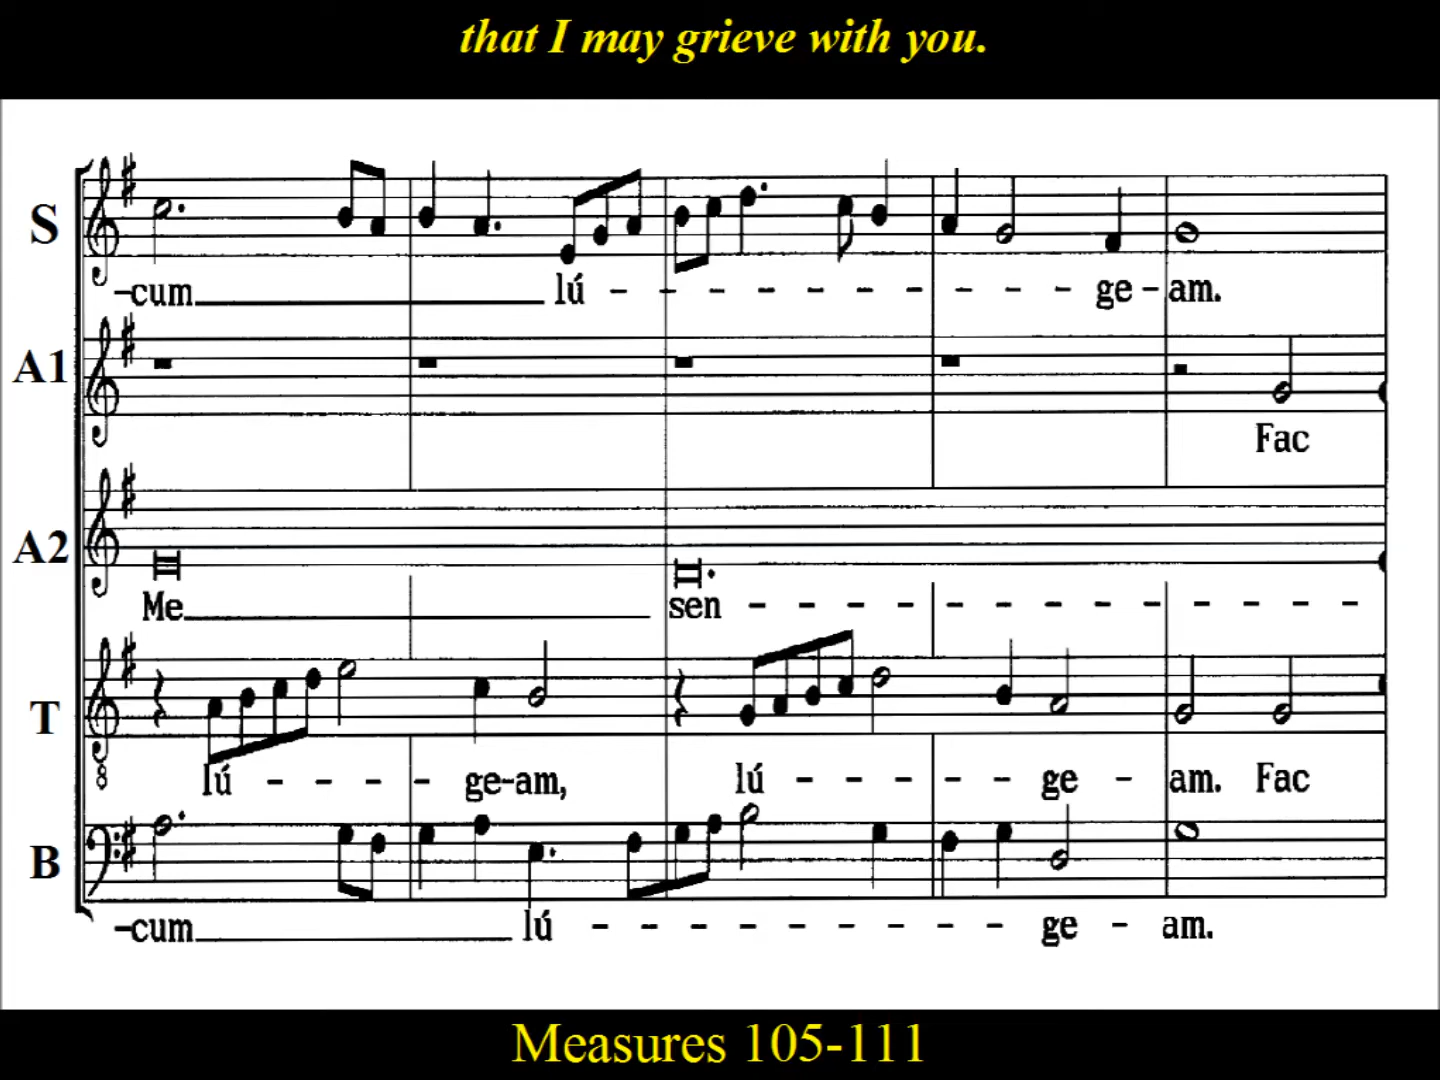 that I may grieve with you.
S
-cum lú - - - - - - - - - - ge - am.
A1
Fac
A2
Me sen - - - - - - - - - - - - -
T
8
lú - - - - ge-am, lú - - - - - ge - am. Fac
B
-cum lú - - - - - - - - - ge - am.
Measures 105-111